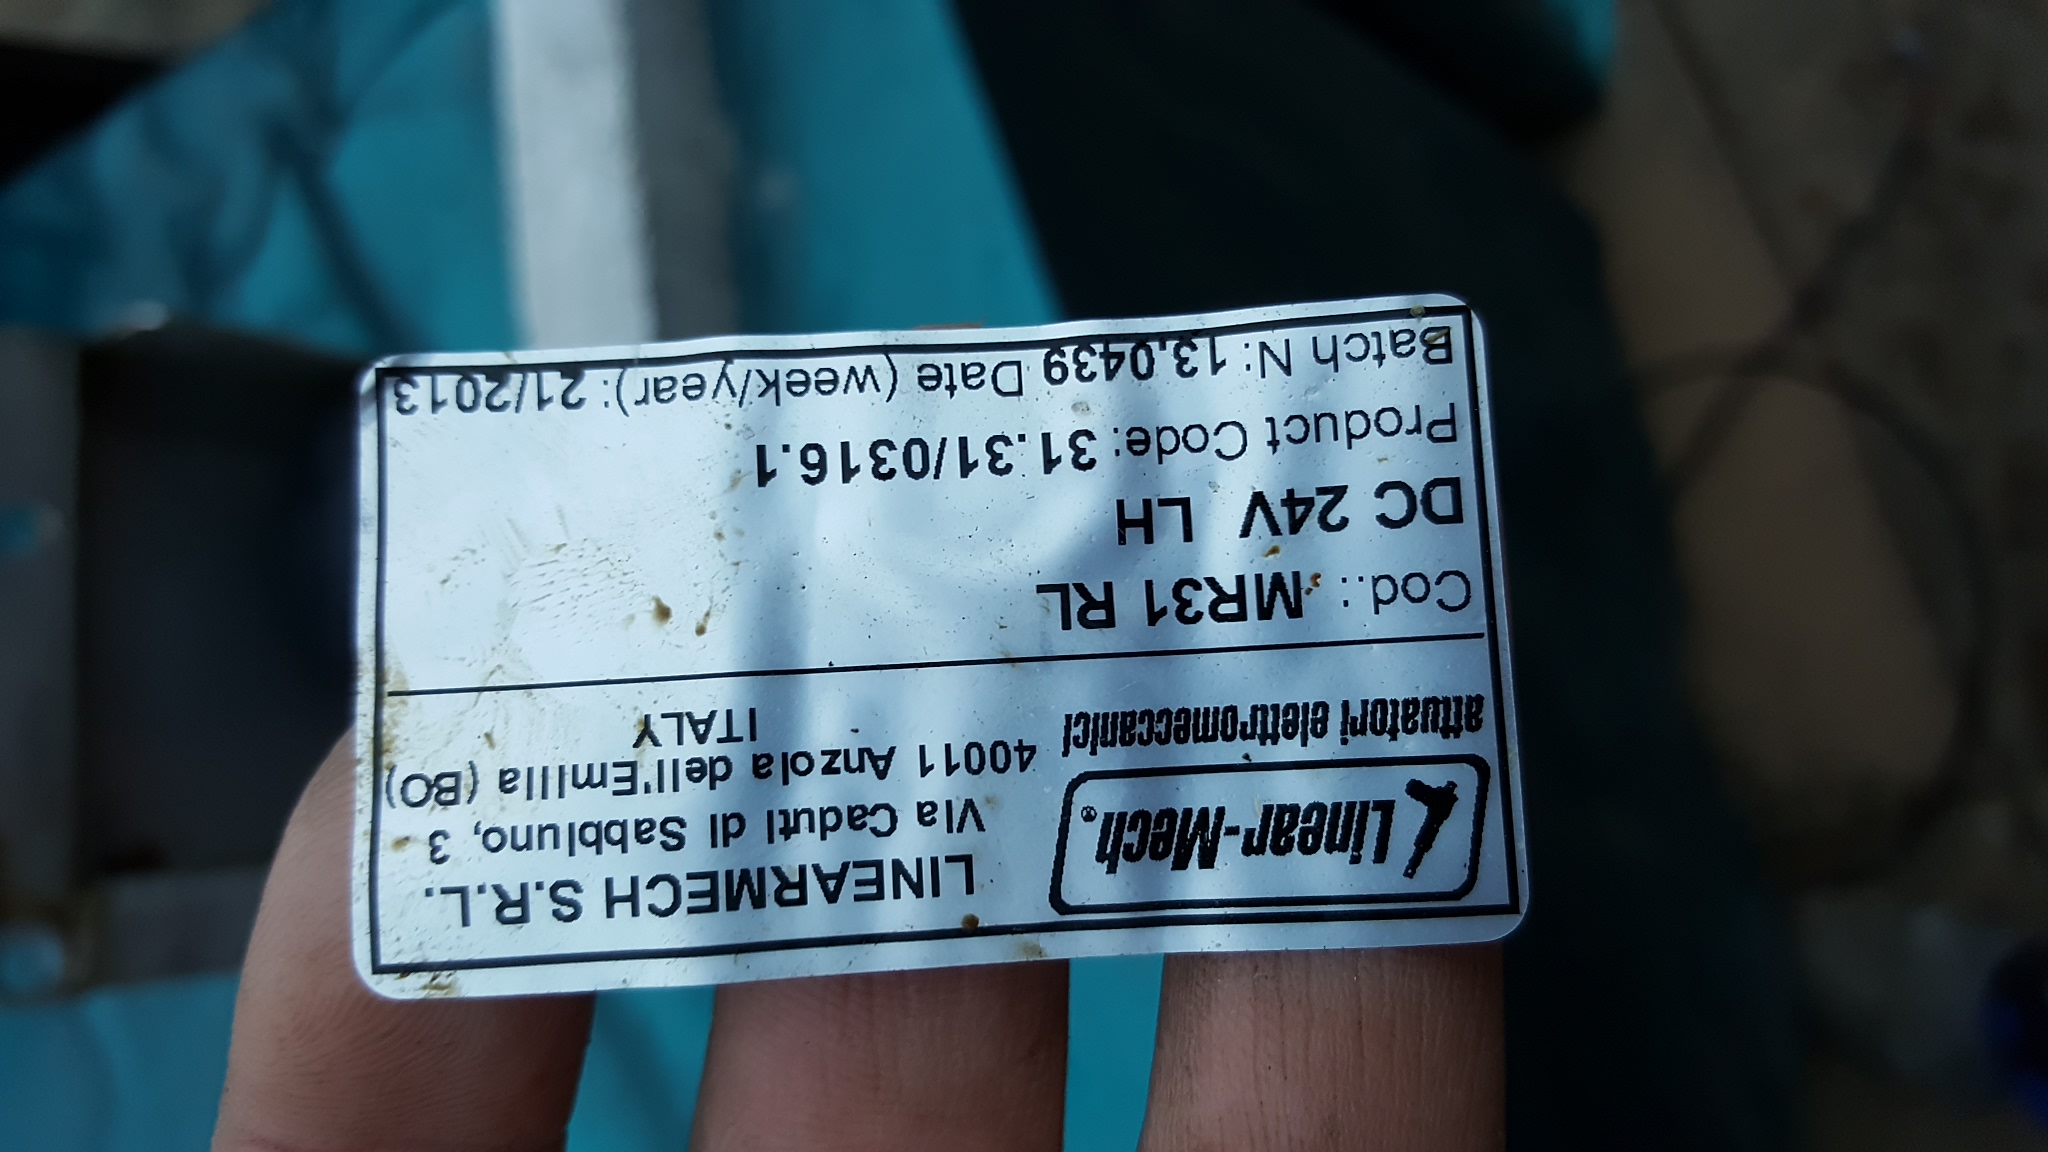 Linear-Mech®
attuatori elettromeccanici
LINEARMECH S.R.L.
Via Caduti di Sabbiuno, 3
40011 Anzola dell'Emilia (BO)
ITALY
Cod.: MR31 RL
DC 24V LH
Product Code: 31.31/0316.1
Batch N: 13.0439 Date (week/year): 21/2013